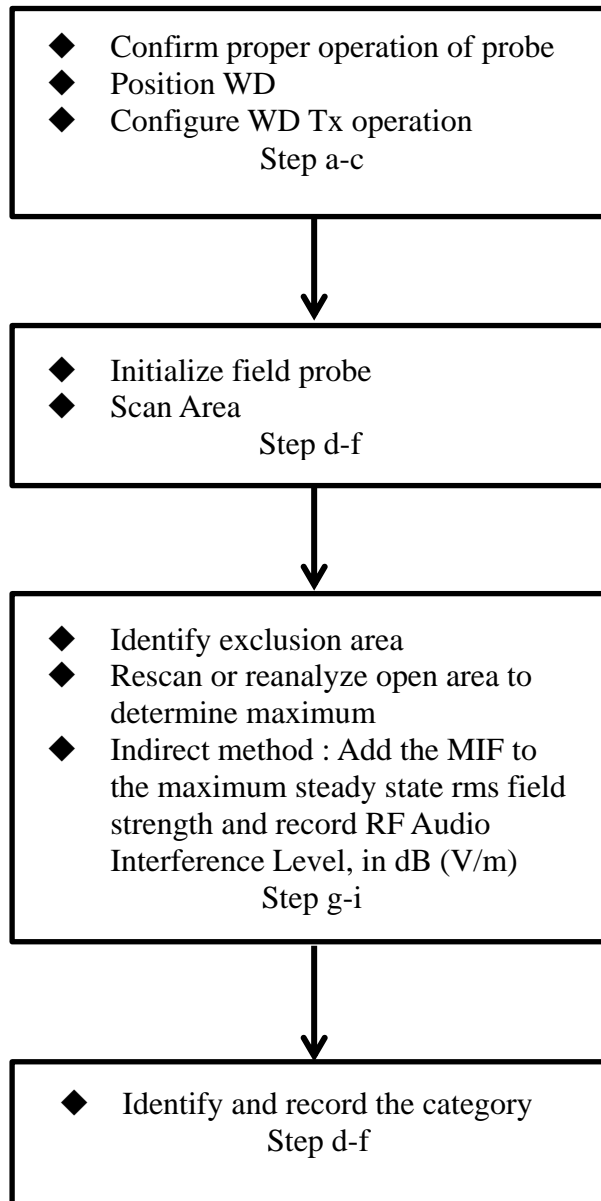 ◆ Confirm proper operation of probe
◆ Position WD
◆ Configure WD Tx operation
Step a-c
◆ Initialize field probe
◆ Scan Area
Step d-f
◆ Identify exclusion area
◆ Rescan or reanalyze open area to
determine maximum
◆ Indirect method : Add the MIF to
the maximum steady state rms field
strength and record RF Audio
Interference Level, in dB (V/m)
Step g-i
◆ Identify and record the category
Step d-f